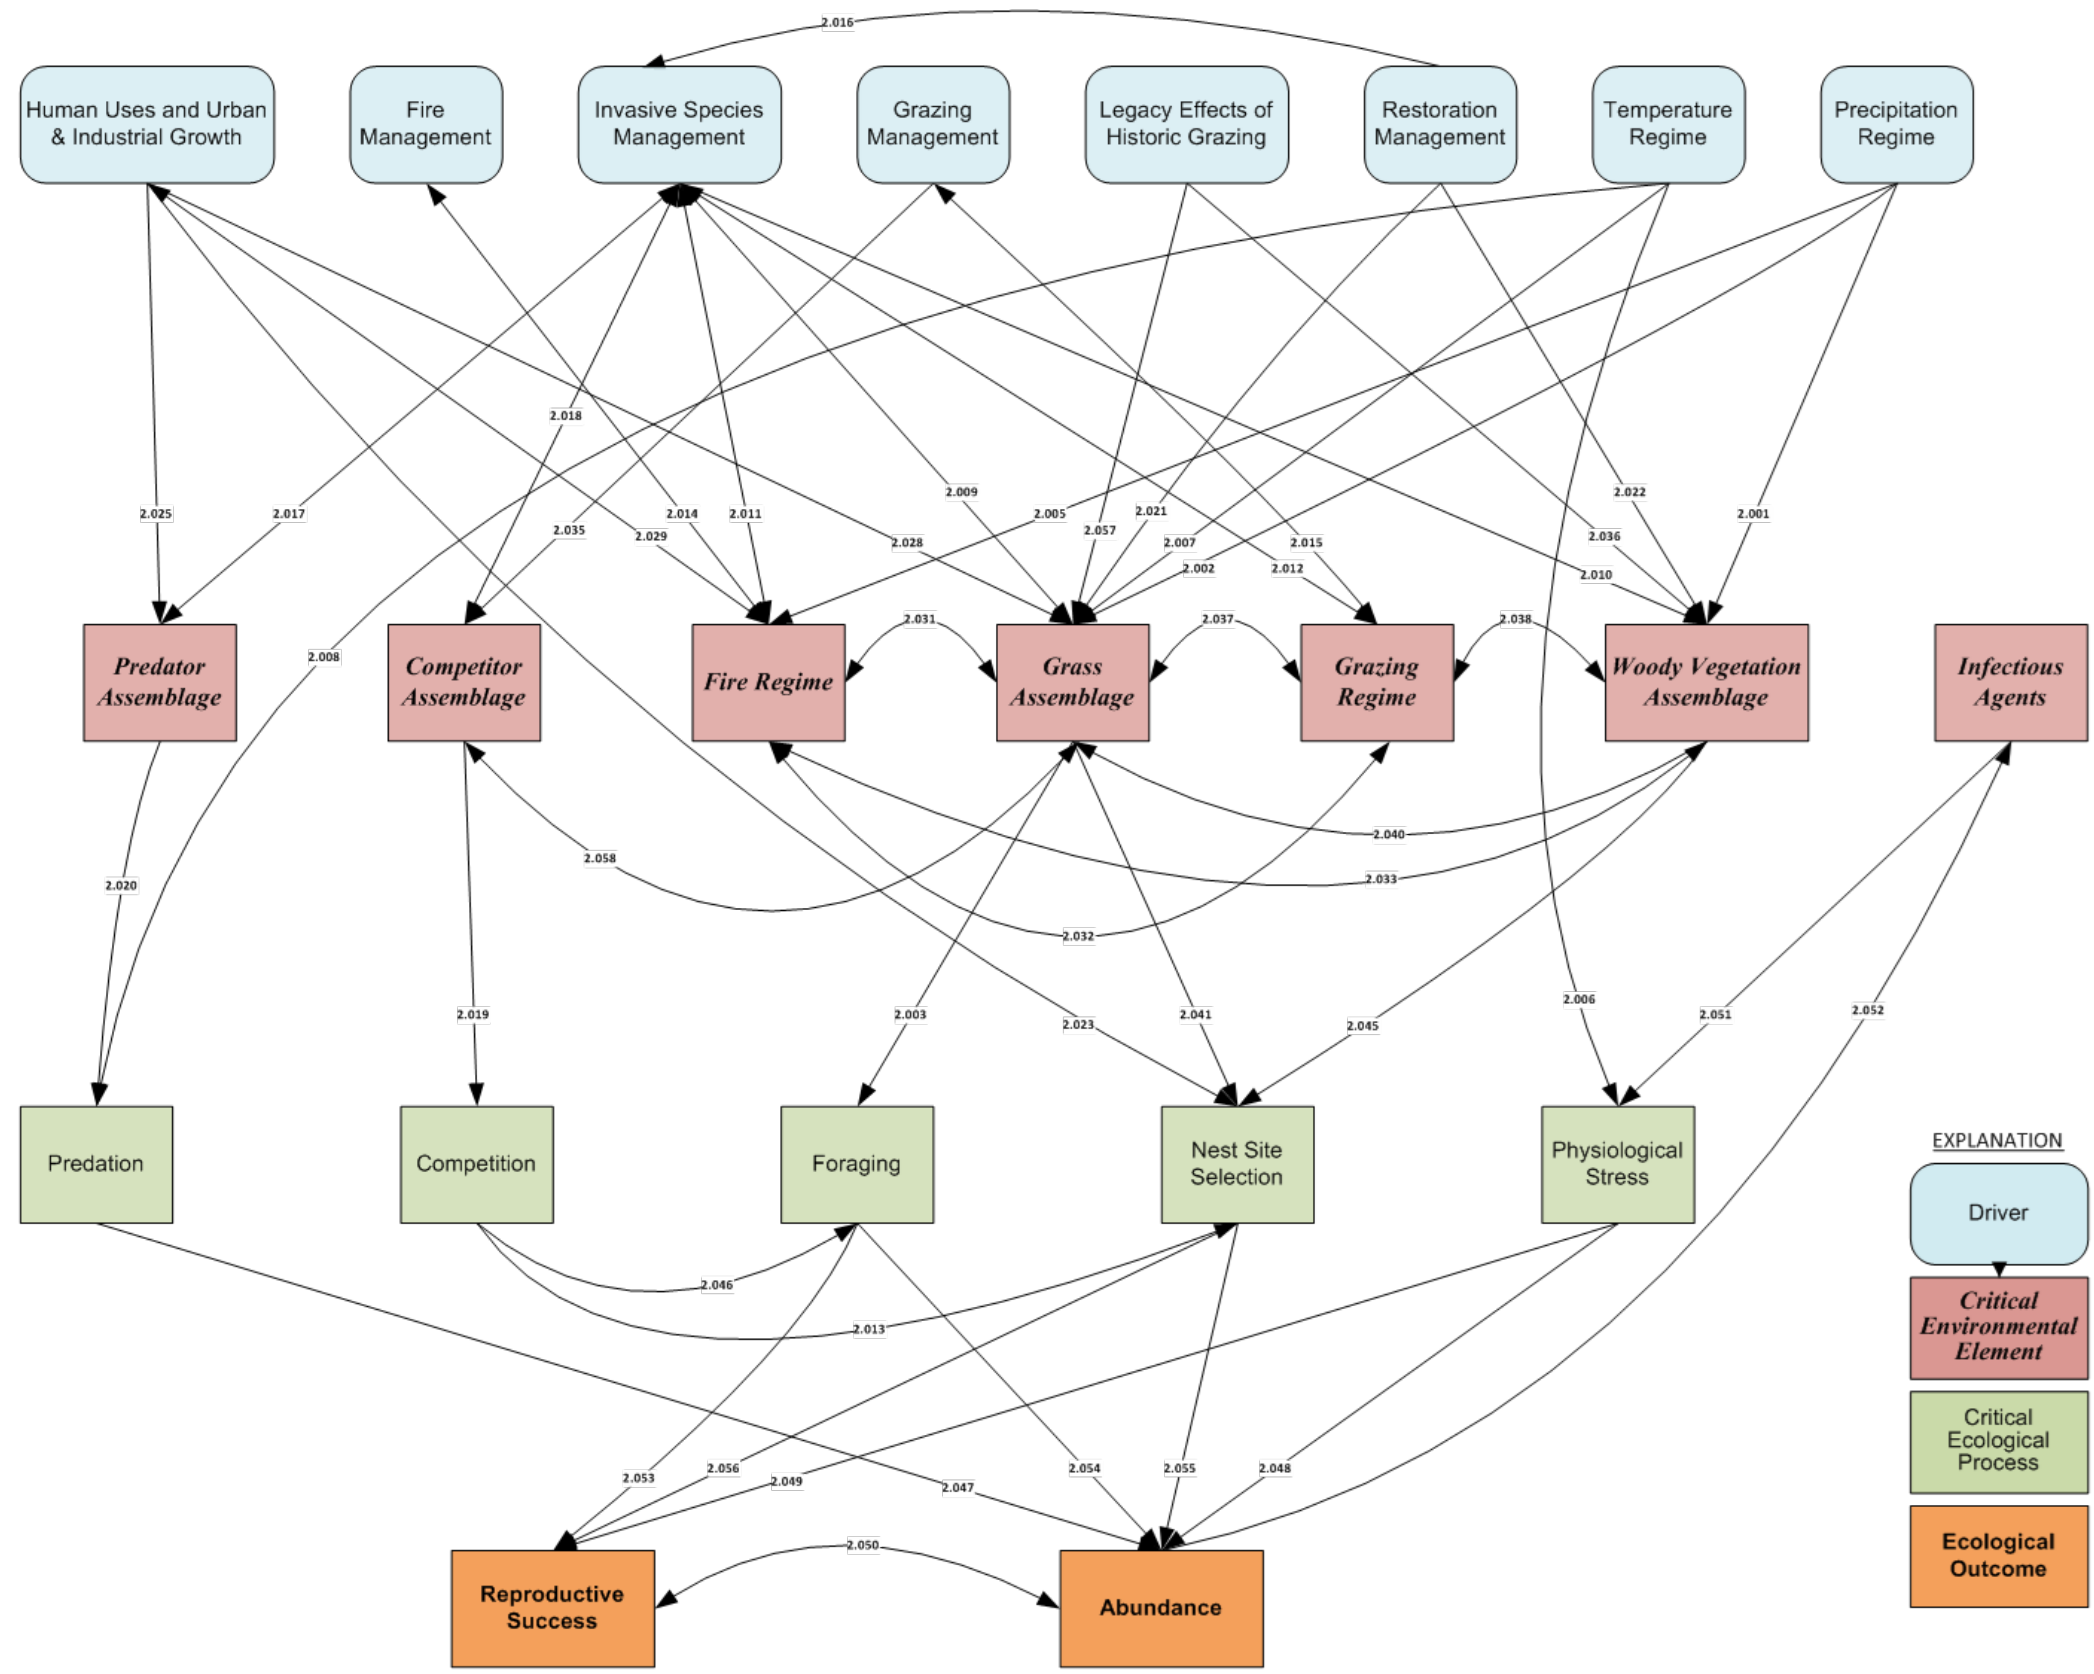 2.016
Human Uses and Urban
& Industrial Growth
Fire
Management
Invasive Species
Management
Grazing
Management
Legacy Effects of
Historic Grazing
Restoration
Management
Temperature
Regime
Precipitation
Regime
2.018
2.009
2.022
2.025
2.017
2.035
2.014
2.029
2.011
2.028
2.005
2.057
2.021
2.007
2.002
2.015
2.012
2.036
2.010
2.001
2.031
2.037
2.038
2.008
Predator
Assemblage
Competitor
Assemblage
Fire Regime
Grass
Assemblage
Grazing
Regime
Woody Vegetation
Assemblage
Infectious
Agents
2.040
2.058
2.033
2.020
2.032
2.019
2.003
2.023
2.041
2.045
2.006
2.051
2.052
Predation
Competition
Foraging
Nest Site
Selection
Physiological
Stress
EXPLANATION
Driver
Critical
Environmental
Element
Critical
Ecological
Process
Ecological
Outcome
2.046
2.013
2.053
2.056
2.049
2.047
2.054
2.055
2.048
2.050
Reproductive
Success
Abundance